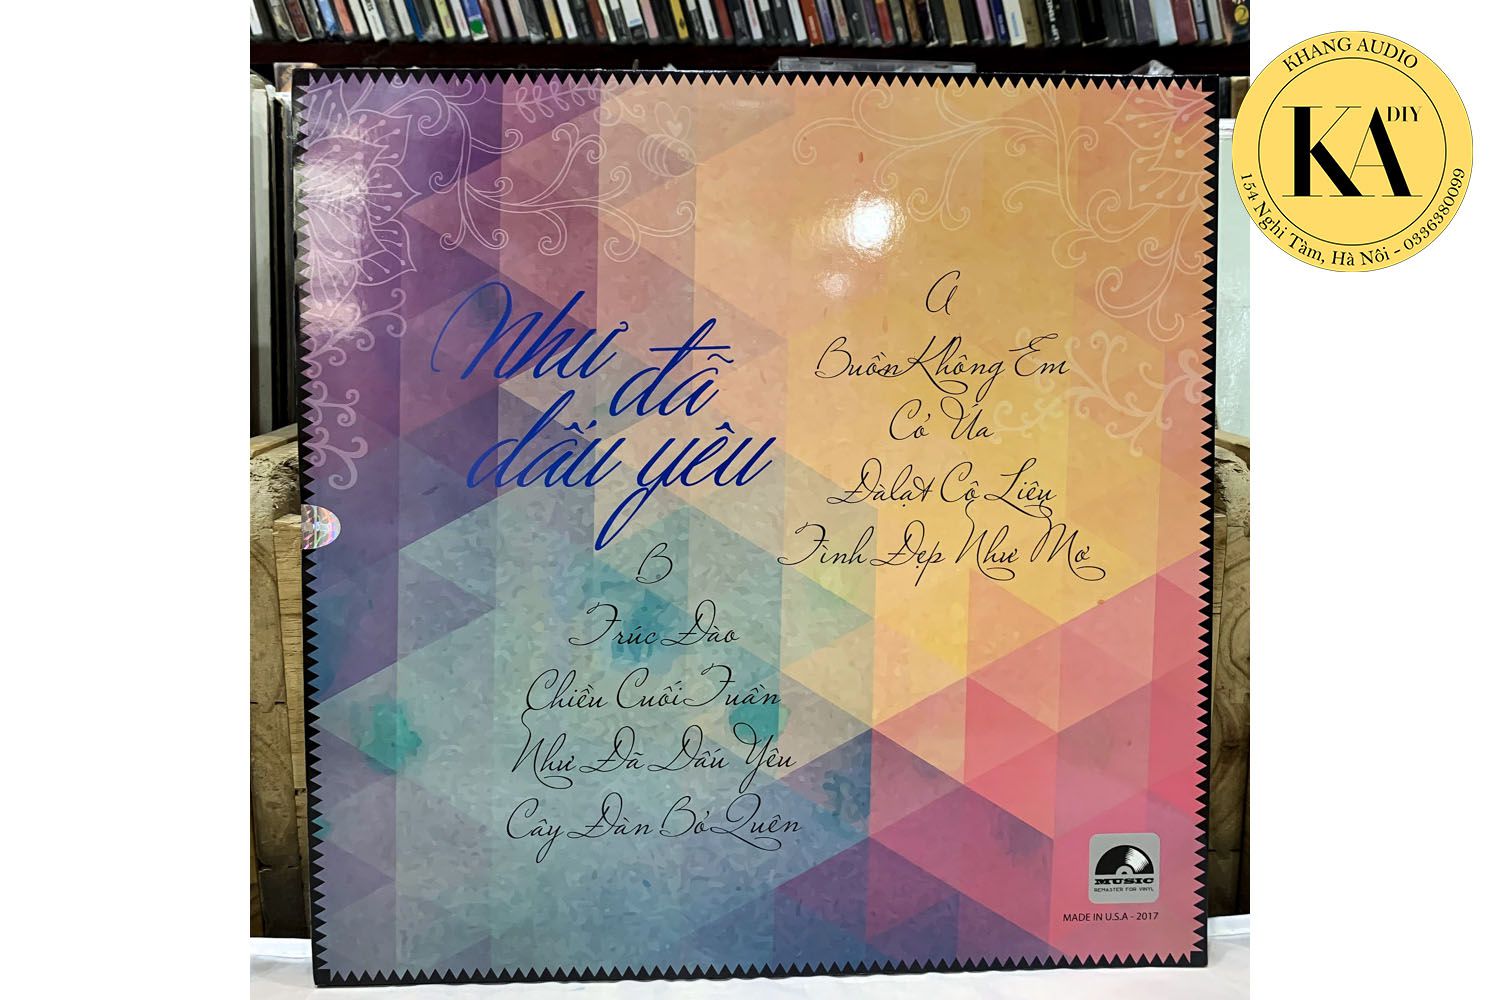 KHANG AUDIO
KA DIY
154 Nghi Tàm, Hà Nôi - 0336380099
Như đã
dấu yêu
A
Buồn Không Em
Cỏ Úa
Đàlạt Cô Liêu
Tình Đẹp Như Mơ
B
Trúc Đào
Chiều Cuối Tuần
Như Đã Dấu Yêu
Cây Đàn Bỏ Quên
MUSIC
REMASTER FOR VINYL
MADE IN U.S.A - 2017